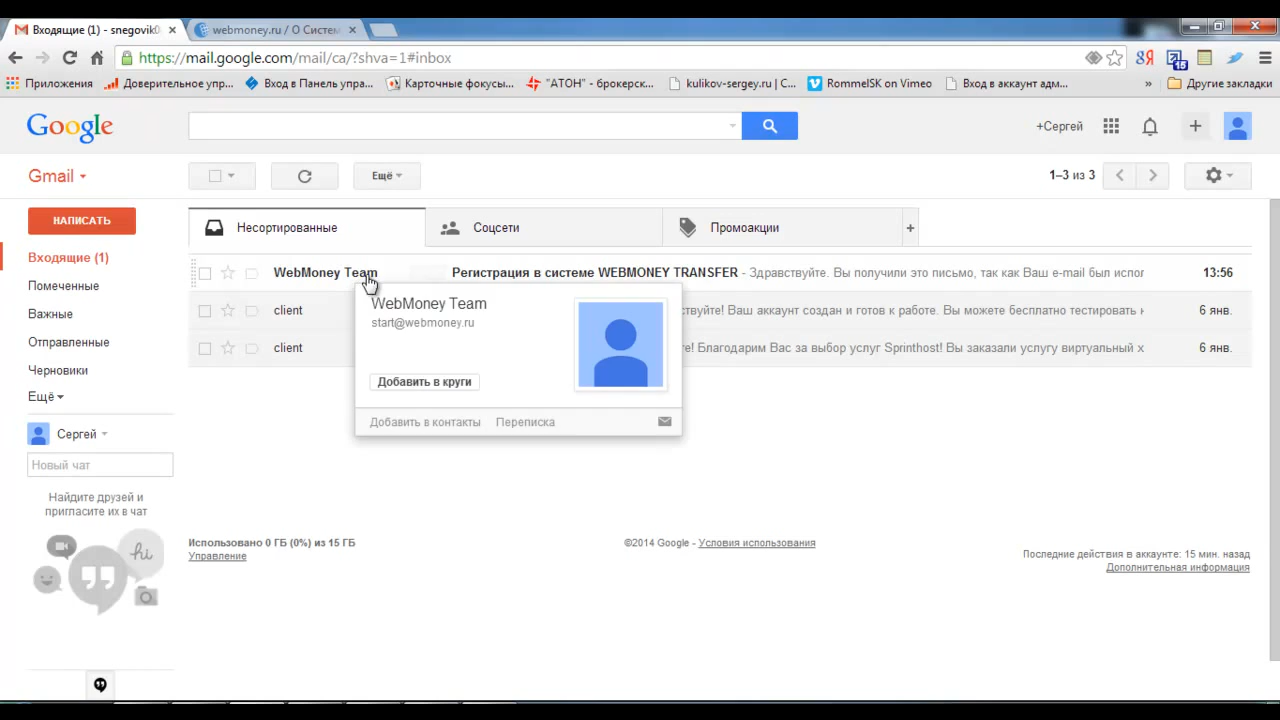 Входящие (1) - snegovik0
webmoney.ru / О Систем
https://mail.google.com/mail/ca/?shva=1#inbox
Я
15
Приложения
Доверительное упр...
Вход в Панель упра...
Карточные фокусы...
"АТОН" - брокерск...
kulikov-sergey.ru | С...
RommelSK on Vimeo
Вход в аккаунт адм...
»
Другие закладки
Google
+Сергей
Gmail
Ещё
1–3 из 3
НАПИСАТЬ
Несортированные
Соцсети
Промоакции
+
Входящие (1)
Помеченные
Важные
Отправленные
Черновики
Ещё
WebMoney Team
Регистрация в системе WEBMONEY TRANSFER - Здравствуйте. Вы получили это письмо, так как Ваш e-mail был испол
13:56
client
уйте! Ваш аккаунт создан и готов к работе. Вы можете бесплатно тестировать
6 янв.
client
е! Благодарим Вас за выбор услуг Sprinthost! Вы заказали услугу виртуальный х
6 янв.
WebMoney Team
start@webmoney.ru
Добавить в круги
Добавить в контакты
Переписка
Сергей
Новый чат
Найдите друзей и
пригласите их в чат
hi
Использовано 0 ГБ (0%) из 15 ГБ
Управление
©2014 Google - Условия использования
Последние действия в аккаунте: 15 мин. назад
Дополнительная информация